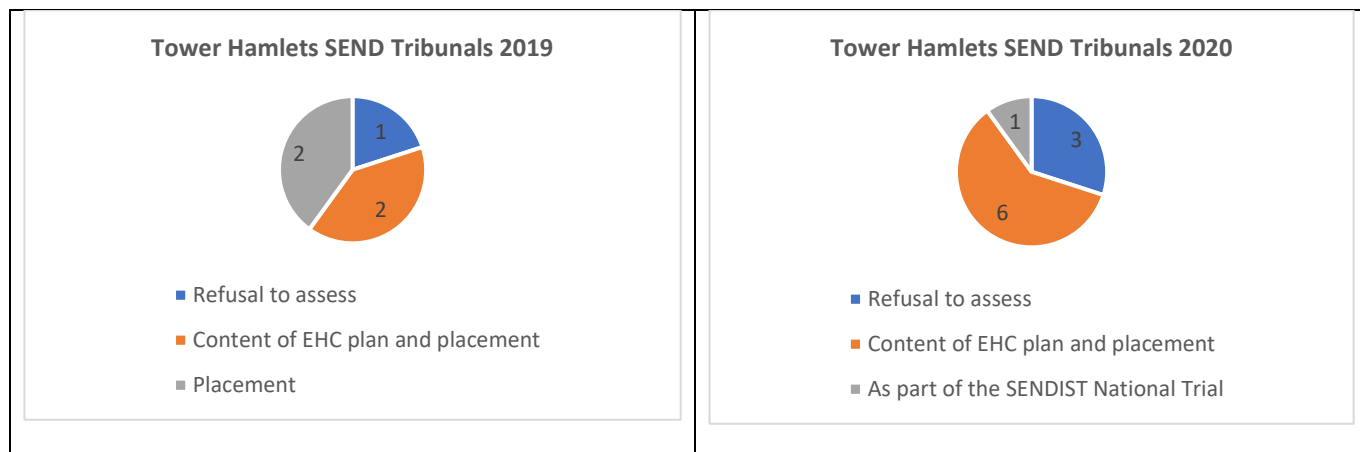 Tower Hamlets SEND Tribunals 2019
1
2
2
Refusal to assess
Content of EHC plan and placement
Placement
Tower Hamlets SEND Tribunals 2020
1
3
6
Refusal to assess
Content of EHC plan and placement
As part of the SENDIST National Trial